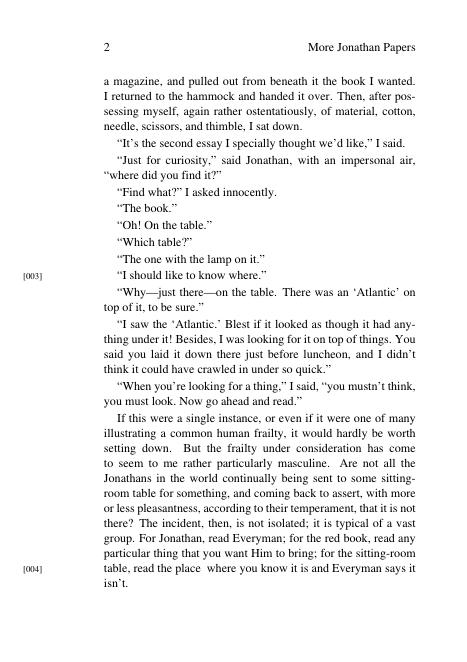 2 More Jonathan Papers
a magazine, and pulled out from beneath it the book I wanted.
I returned to the hammock and handed it over. Then, after pos-
sessing myself, again rather ostentatiously, of material, cotton,
needle, scissors, and thimble, I sat down.
“It’s the second essay I specially thought we’d like,” I said.
“Just for curiosity,” said Jonathan, with an impersonal air,
“where did you find it?”
“Find what?” I asked innocently.
“The book.”
“Oh! On the table.”
“Which table?”
“The one with the lamp on it.”
[003] “I should like to know where.”
“Why—just there—on the table. There was an ‘Atlantic’ on
top of it, to be sure.”
“I saw the ‘Atlantic.’ Blest if it looked as though it had any-
thing under it! Besides, I was looking for it on top of things. You
said you laid it down there just before luncheon, and I didn’t
think it could have crawled in under so quick.”
“When you’re looking for a thing,” I said, “you mustn’t think,
you must look. Now go ahead and read.”
If this were a single instance, or even if it were one of many
illustrating a common human frailty, it would hardly be worth
setting down. But the frailty under consideration has come
to seem to me rather particularly masculine. Are not all the
Jonathans in the world continually being sent to some sitting-
room table for something, and coming back to assert, with more
or less pleasantness, according to their temperament, that it is not
there? The incident, then, is not isolated; it is typical of a vast
group. For Jonathan, read Everyman; for the red book, read any
particular thing that you want Him to bring; for the sitting-room
[004] table, read the place where you know it is and Everyman says it
isn’t.